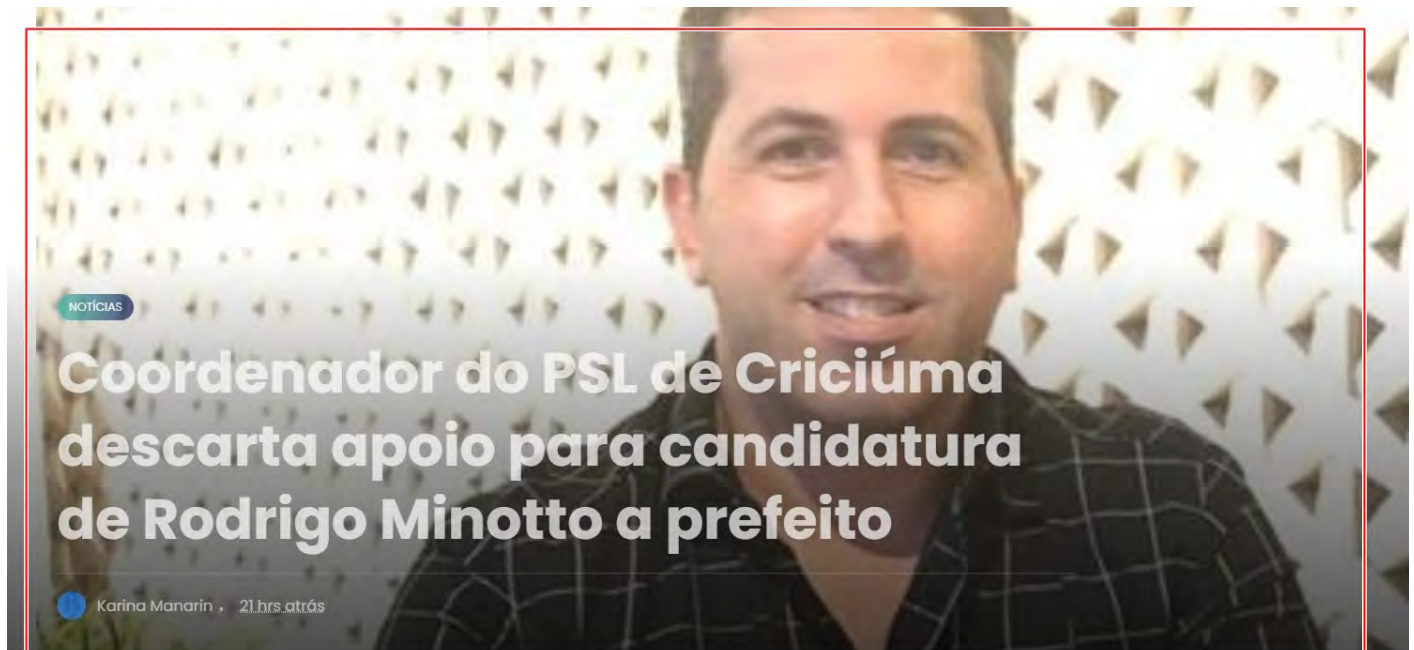 NOTÍCIAS
Coordenador do PSL de Criciúma
descarta apoio para candidatura
de Rodrigo Minotto a prefeito
Karina Manarin . 21 hrs atrás